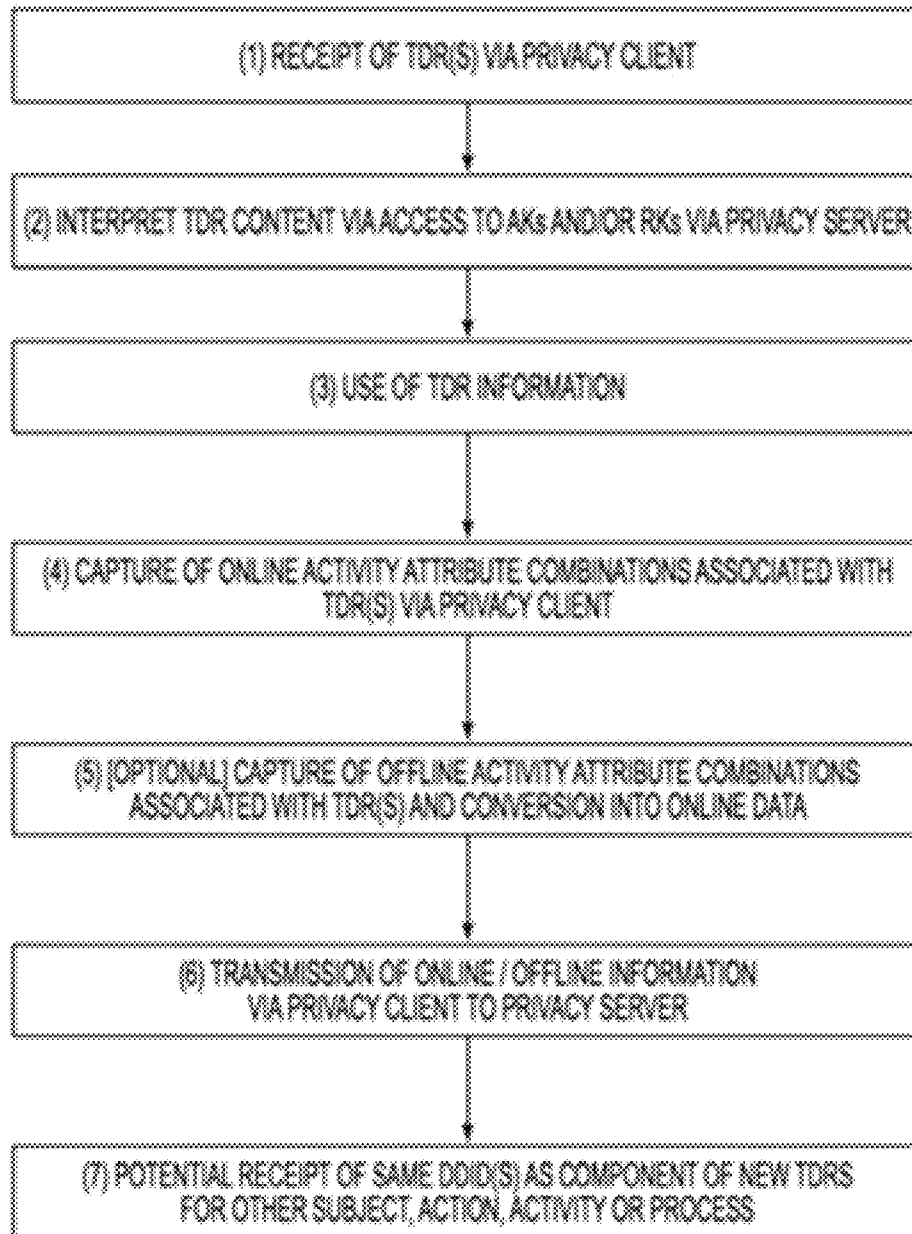 (1) RECEIPT OF TDR(S) VIA PRIVACY CLIENT
(2) INTERPRET TDR CONTENT VIA ACCESS TO AKs AND/OR RKs VIA PRIVACY SERVER
(3) USE OF TDR INFORMATION
(4) CAPTURE OF ONLINE ACTIVITY ATTRIBUTE COMBINATIONS ASSOCIATED WITH
TDR(S) VIA PRIVACY CLIENT
(5) [OPTIONAL] CAPTURE OF OFFLINE ACTIVITY ATTRIBUTE COMBINATIONS
ASSOCIATED WITH TDR(S) AND CONVERSION INTO ONLINE DATA
(6) TRANSMISSION OF ONLINE / OFFLINE INFORMATION
VIA PRIVACY CLIENT TO PRIVACY SERVER
(7) POTENTIAL RECEIPT OF SAME DDID(S) AS COMPONENT OF NEW TDRS
FOR OTHER SUBJECT, ACTION, ACTIVITY OR PROCESS